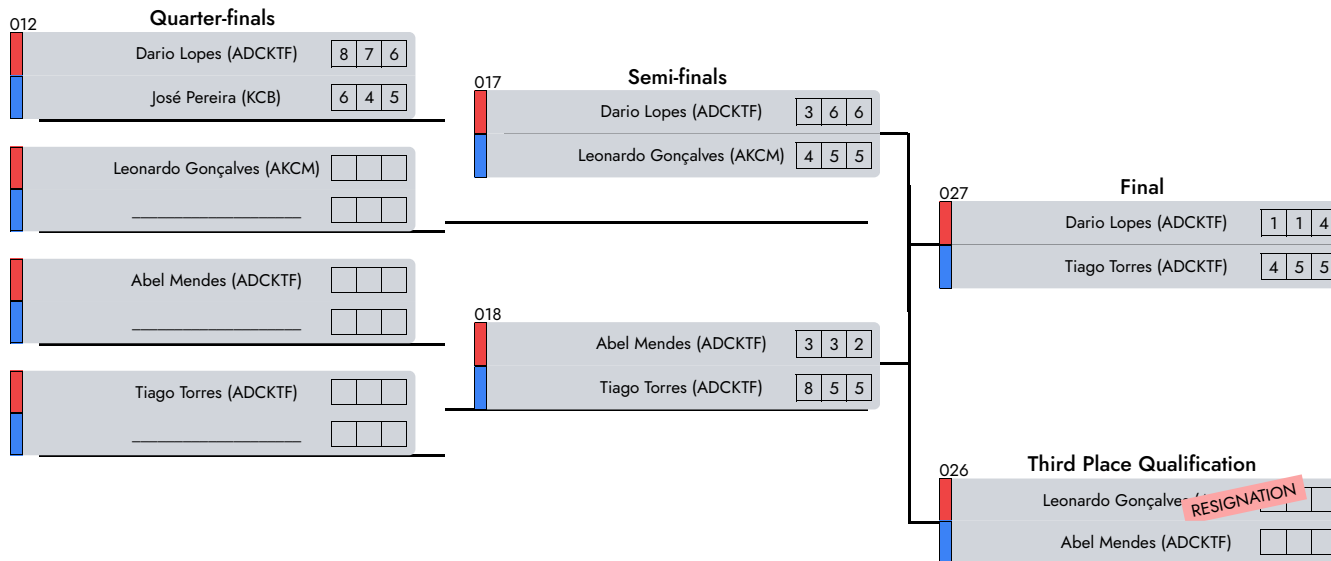 Quarter-finals
012
Dario Lopes (ADCKTF) 8 7 6
José Pereira (KCB) 6 4 5
Leonardo Gonçalves (AKCM)
Abel Mendes (ADCKTF)
Tiago Torres (ADCKTF)
Semi-finals
017
Dario Lopes (ADCKTF) 3 6 6
Leonardo Gonçalves (AKCM) 4 5 5
018
Abel Mendes (ADCKTF) 3 3 2
Tiago Torres (ADCKTF) 8 5 5
Final
027
Dario Lopes (ADCKTF) 1 1 4
Tiago Torres (ADCKTF) 4 5 5
Third Place Qualification
026
Leonardo Gonçalves
RESIGNATION
Abel Mendes (ADCKTF)